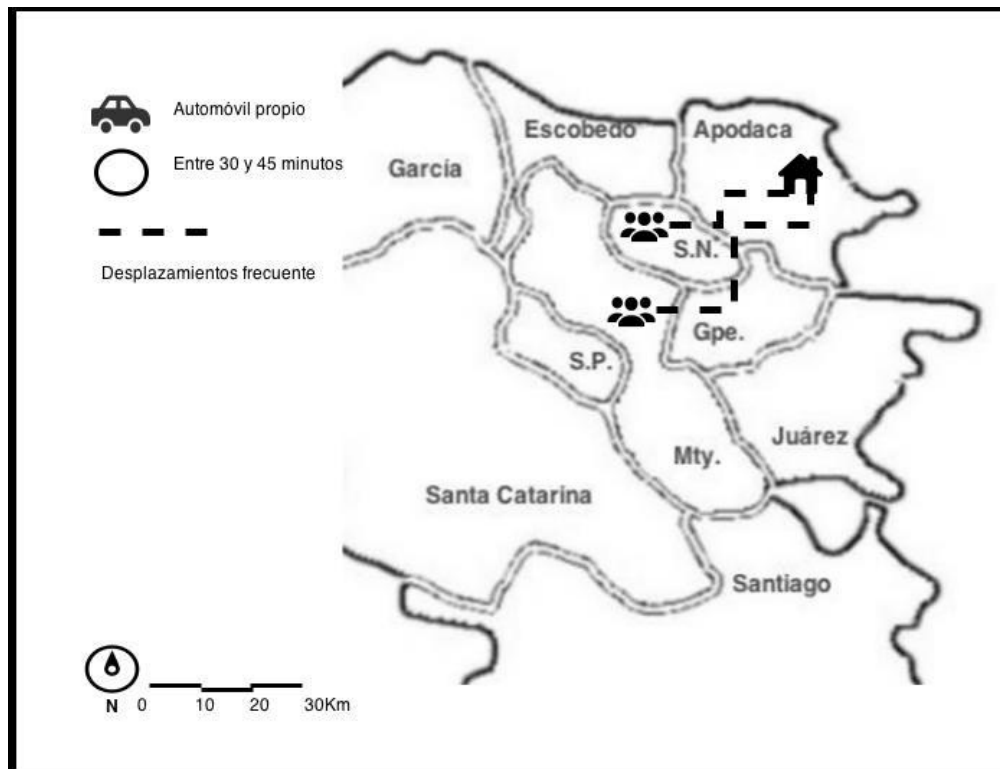 Automóvil propio
Entre 30 y 45 minutos
Desplazamientos frecuente
Escobedo
Apodaca
García
S.N.
Gpe.
S.P.
Juárez
Mty.
Santa Catarina
Santiago
N 0 10 20 30Km